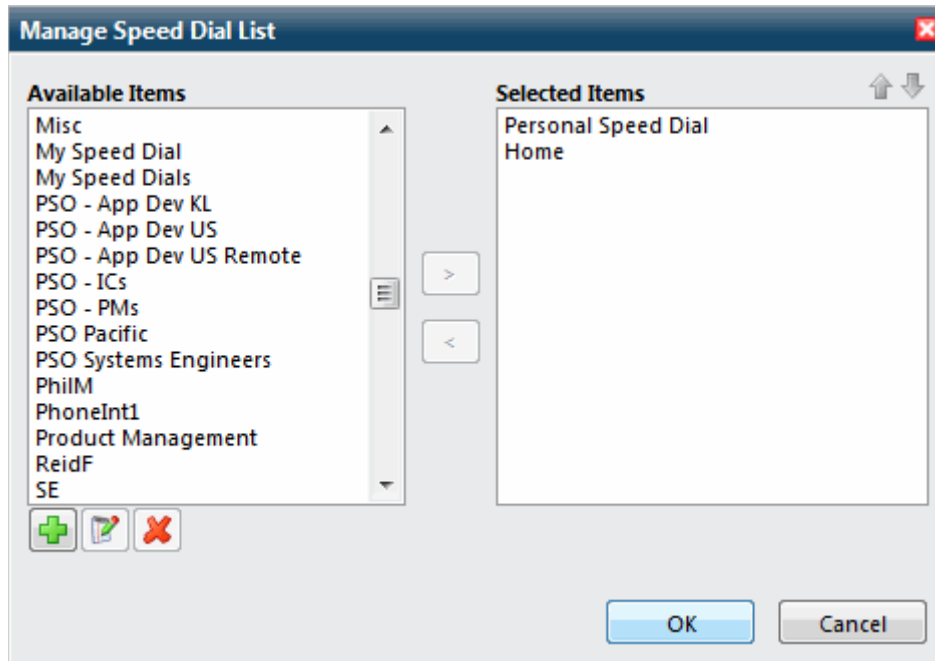 Manage Speed Dial List
Available Items
Misc
My Speed Dial
My Speed Dials
PSO - App Dev KL
PSO - App Dev US
PSO - App Dev US Remote
PSO - ICs
PSO - PMs
PSO Pacific
PSO Systems Engineers
PhilM
PhoneInt1
Product Management
ReidF
SE
>
<
Selected Items
Personal Speed Dial
Home
OK
Cancel